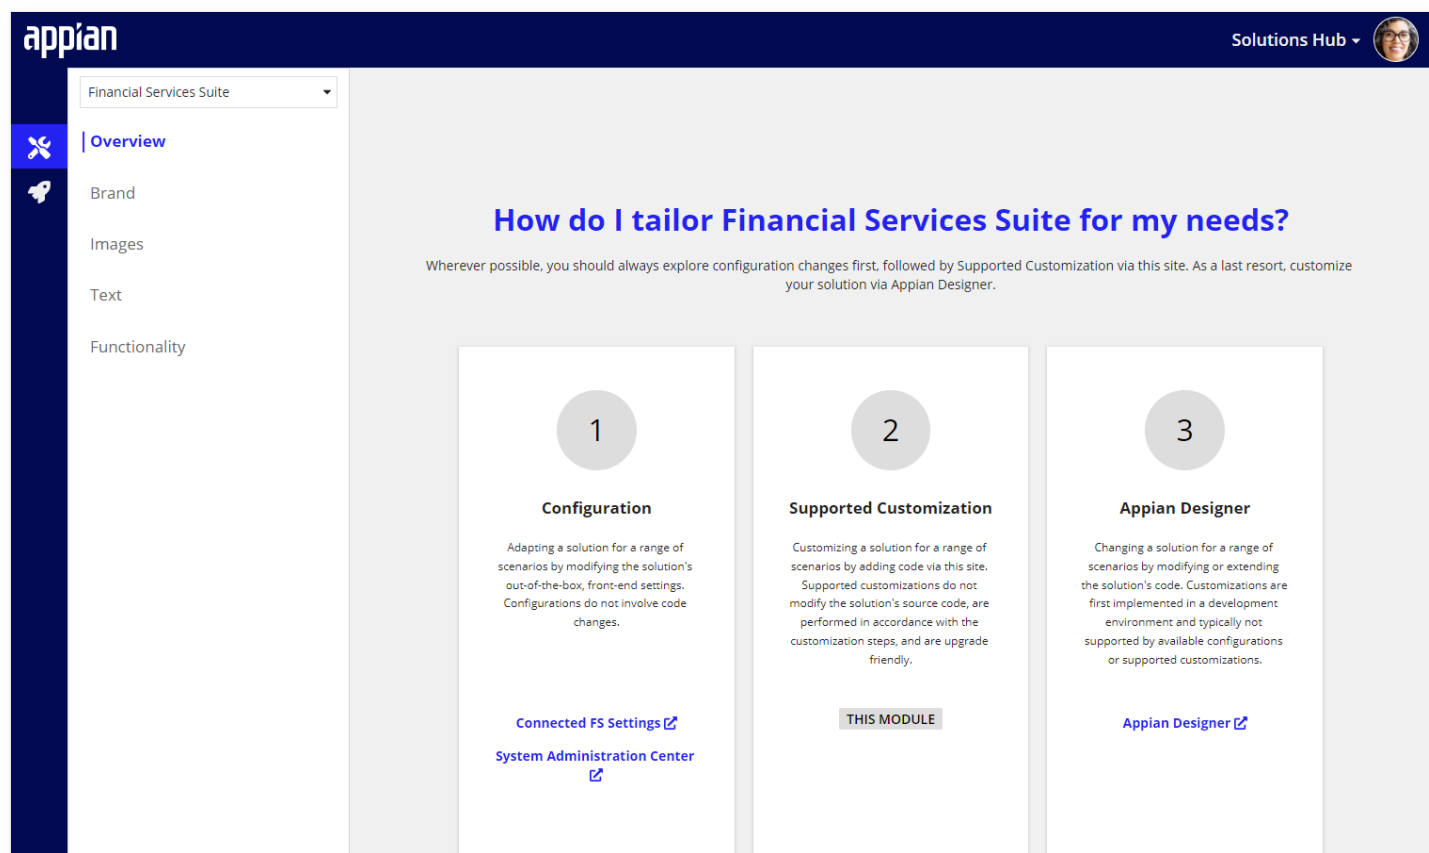 appian
Solutions Hub
Financial Services Suite
Overview
Brand
Images
Text
Functionality
How do I tailor Financial Services Suite for my needs?
Wherever possible, you should always explore configuration changes first, followed by Supported Customization via this site. As a last resort, customize
your solution via Appian Designer.
1
Configuration
Adapting a solution for a range of
scenarios by modifying the solution's
out-of-the-box, front-end settings.
Configurations do not involve code
changes.
Connected FS Settings
System Administration Center
2
Supported Customization
Customizing a solution for a range of
scenarios by adding code via this site.
Supported customizations do not
modify the solution's source code, are
performed in accordance with the
customization steps, and are upgrade
friendly.
THIS MODULE
3
Appian Designer
Changing a solution for a range of
scenarios by modifying or extending
the solution's code. Customizations are
first implemented in a development
environment and typically not
supported by available configurations
or supported customizations.
Appian Designer